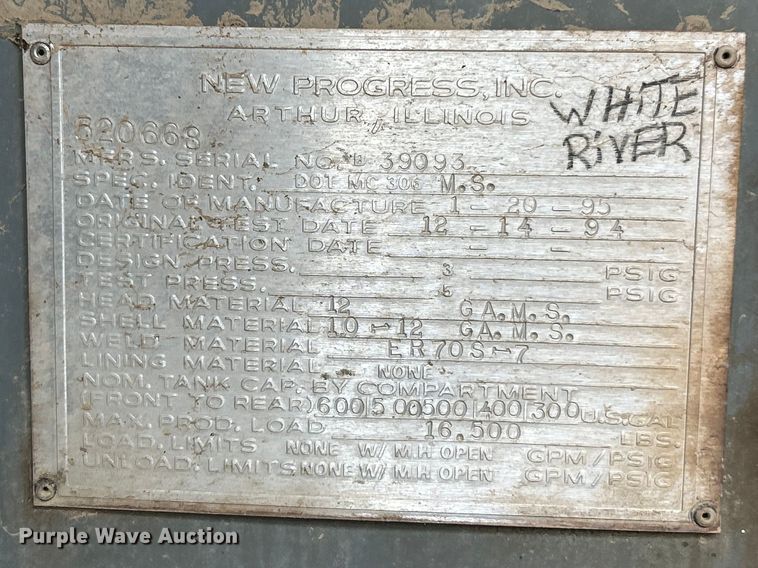 NEW PROGRESS, INC.
ARTHUR, ILLINOIS
WHITE
RIVER
520668
MFRS. SERIAL NO. B 39093
SPEC. IDENT. DOT MC 306 M.S.
DATE OF MANUFACTURE 1 - 20 - 95
ORIGINAL TEST DATE 12 - 14 - 94
CERTIFICATION DATE - -
DESIGN PRESS. 3 PSIG
TEST PRESS. 5 PSIG
HEAD MATERIAL 12 GA. M.S.
SHELL MATERIAL 10-12 GA. M.S.
WELD MATERIAL ER70S-7
LINING MATERIAL NONE
NOM. TANK CAP. BY COMPARTMENT
(FRONT TO REAR) 600|500|500|400|300 U.S. GAL
MAX. PROD. LOAD 16,500 LBS.
LOAD. LIMITS NONE W/ M.H. OPEN GPM/PSIG
UNLOAD. LIMITS NONE W/ M.H. OPEN GPM/PSIG
Purple Wave Auction